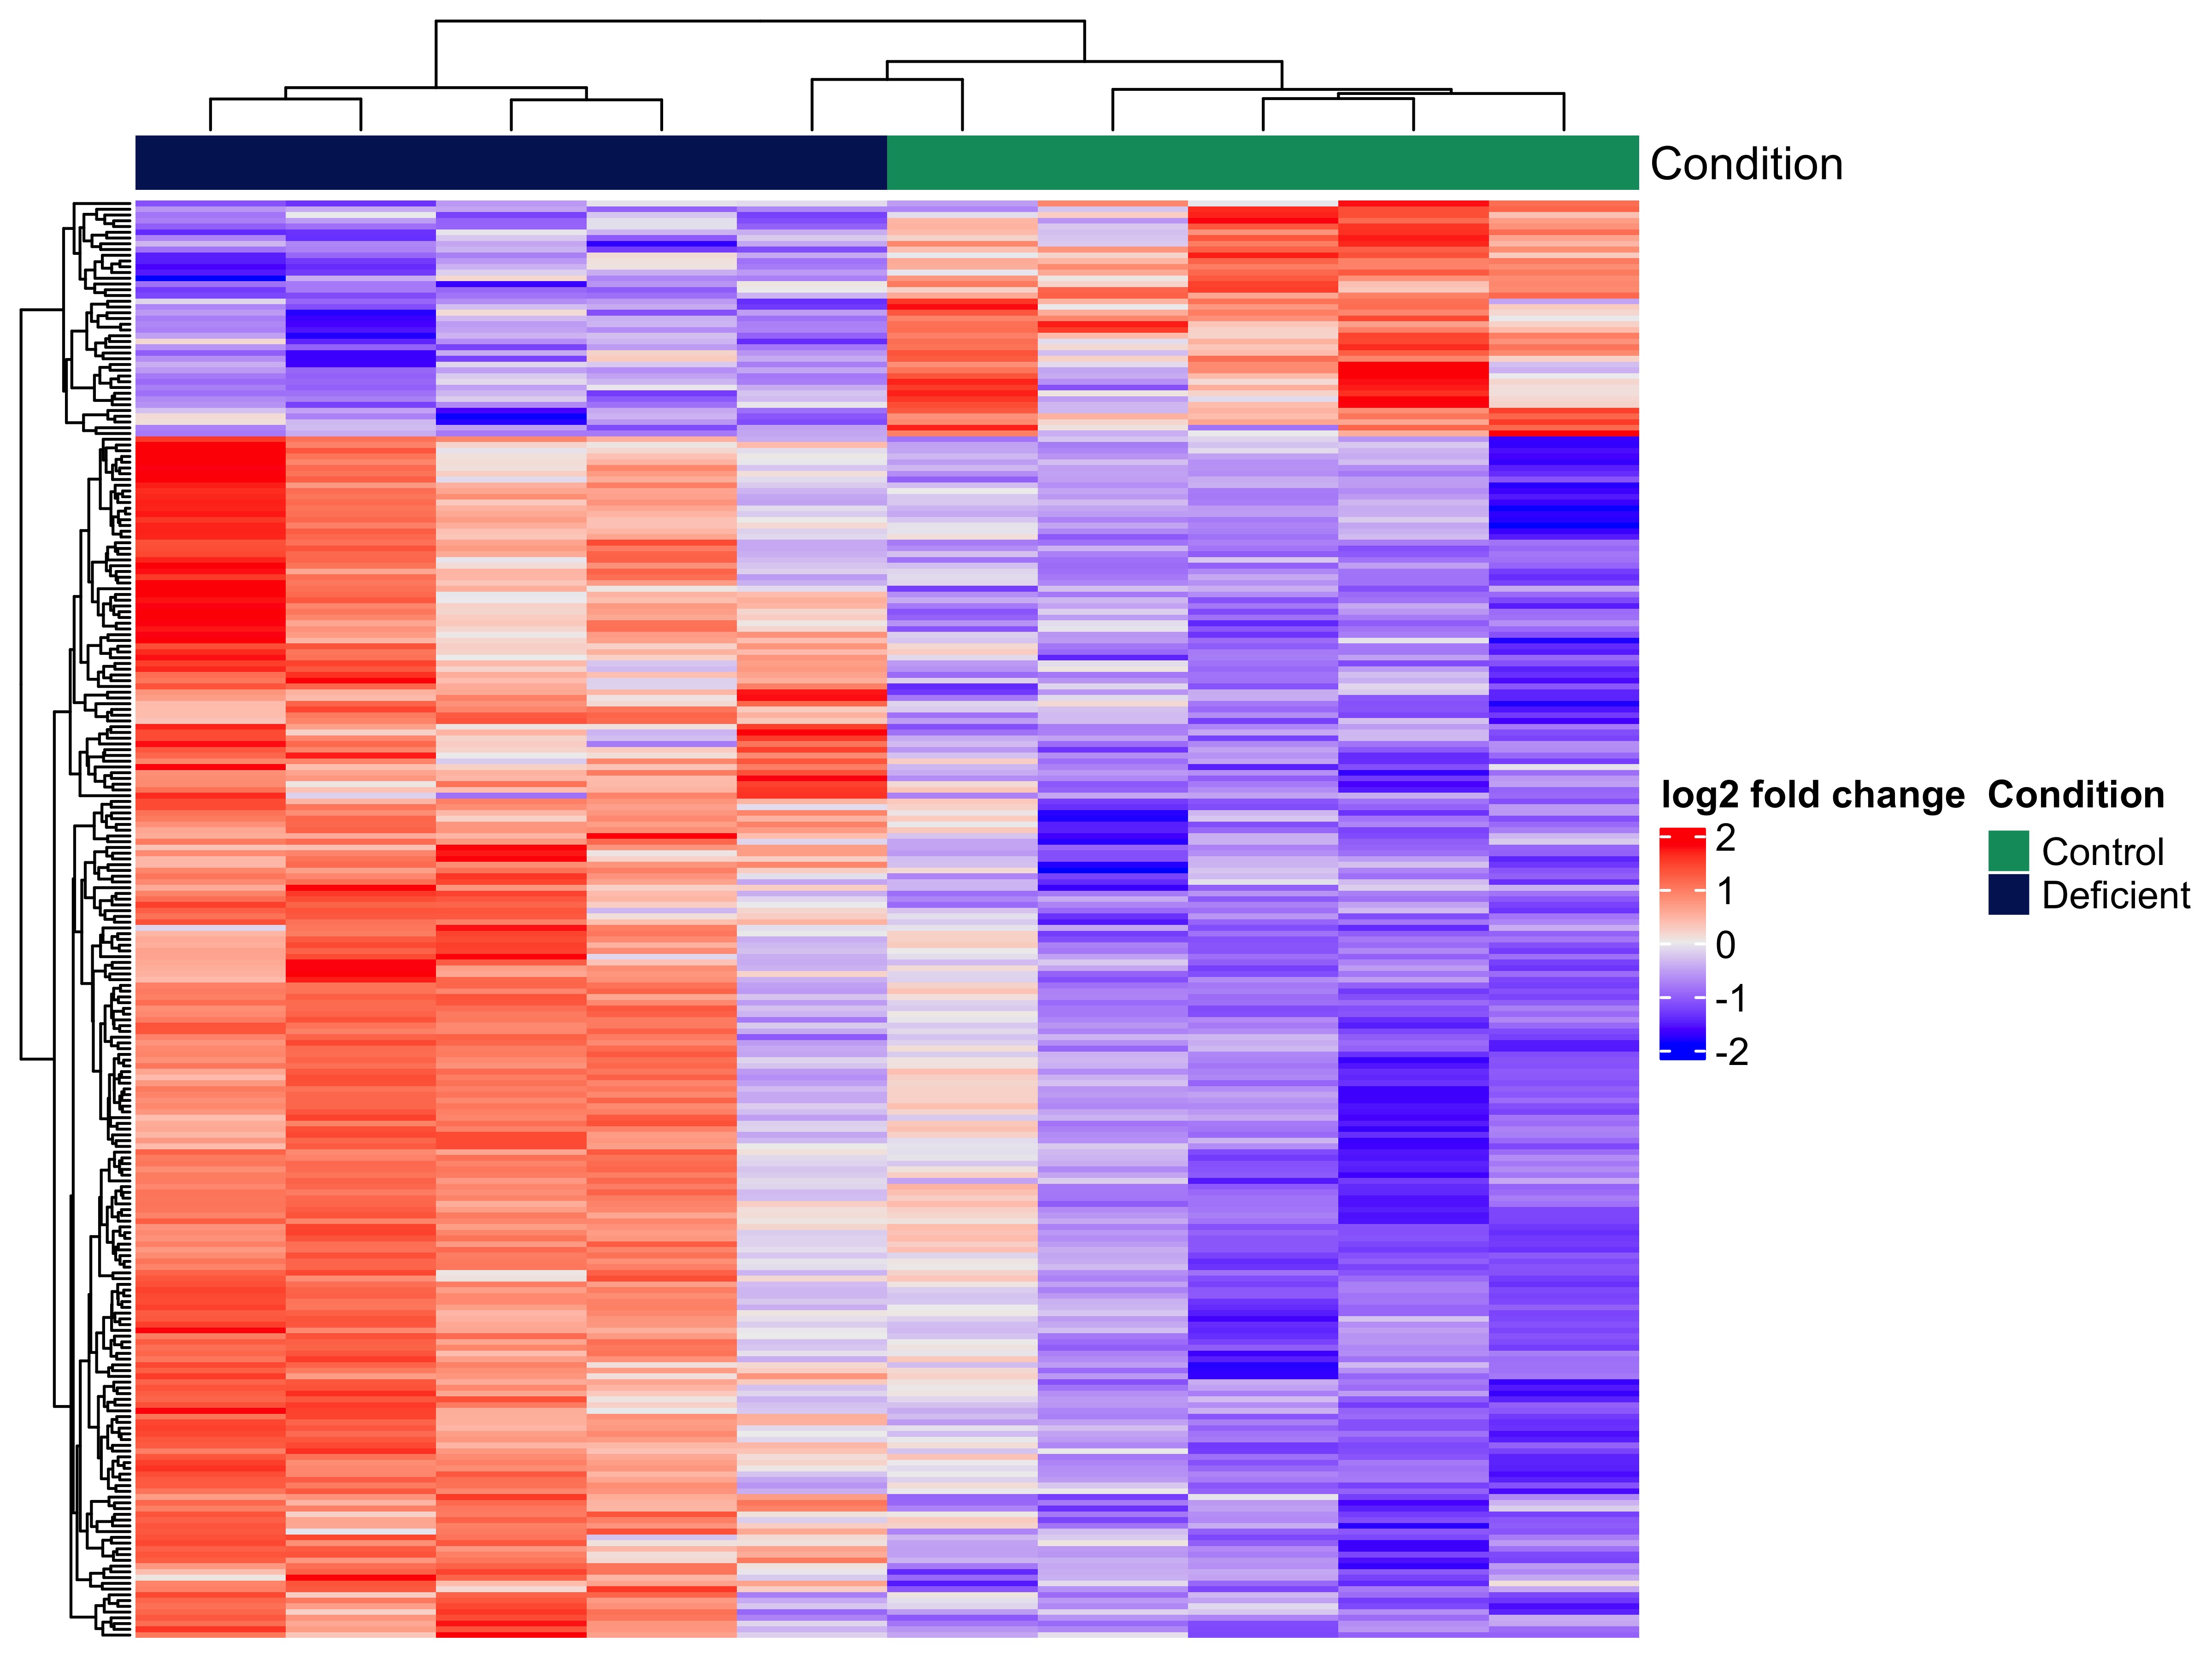 Condition
log2 fold change
2
1
0
-1
-2
Condition
Control
Deficient